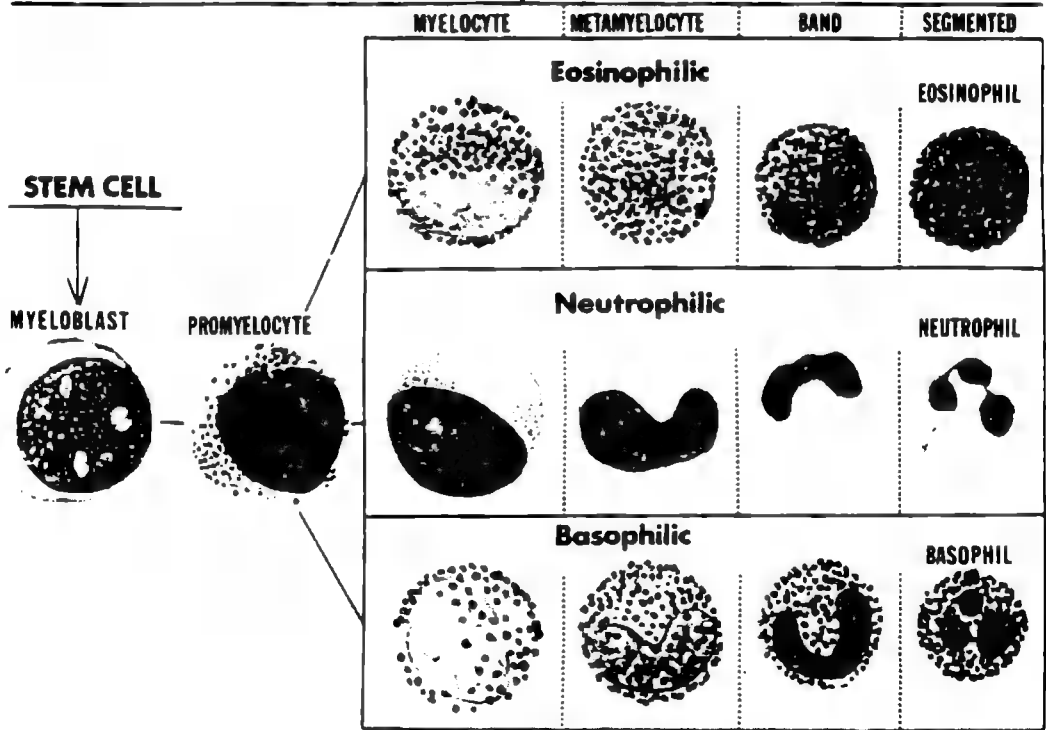 MYELOCYTE METAMYELOCYTE BAND SEGMENTED
Eosinophilic
EOSINOPHIL
STEM CELL
MYELOBLAST
PROMYELOCYTE
Neutrophilic
NEUTROPHIL
Basophilic
BASOPHIL